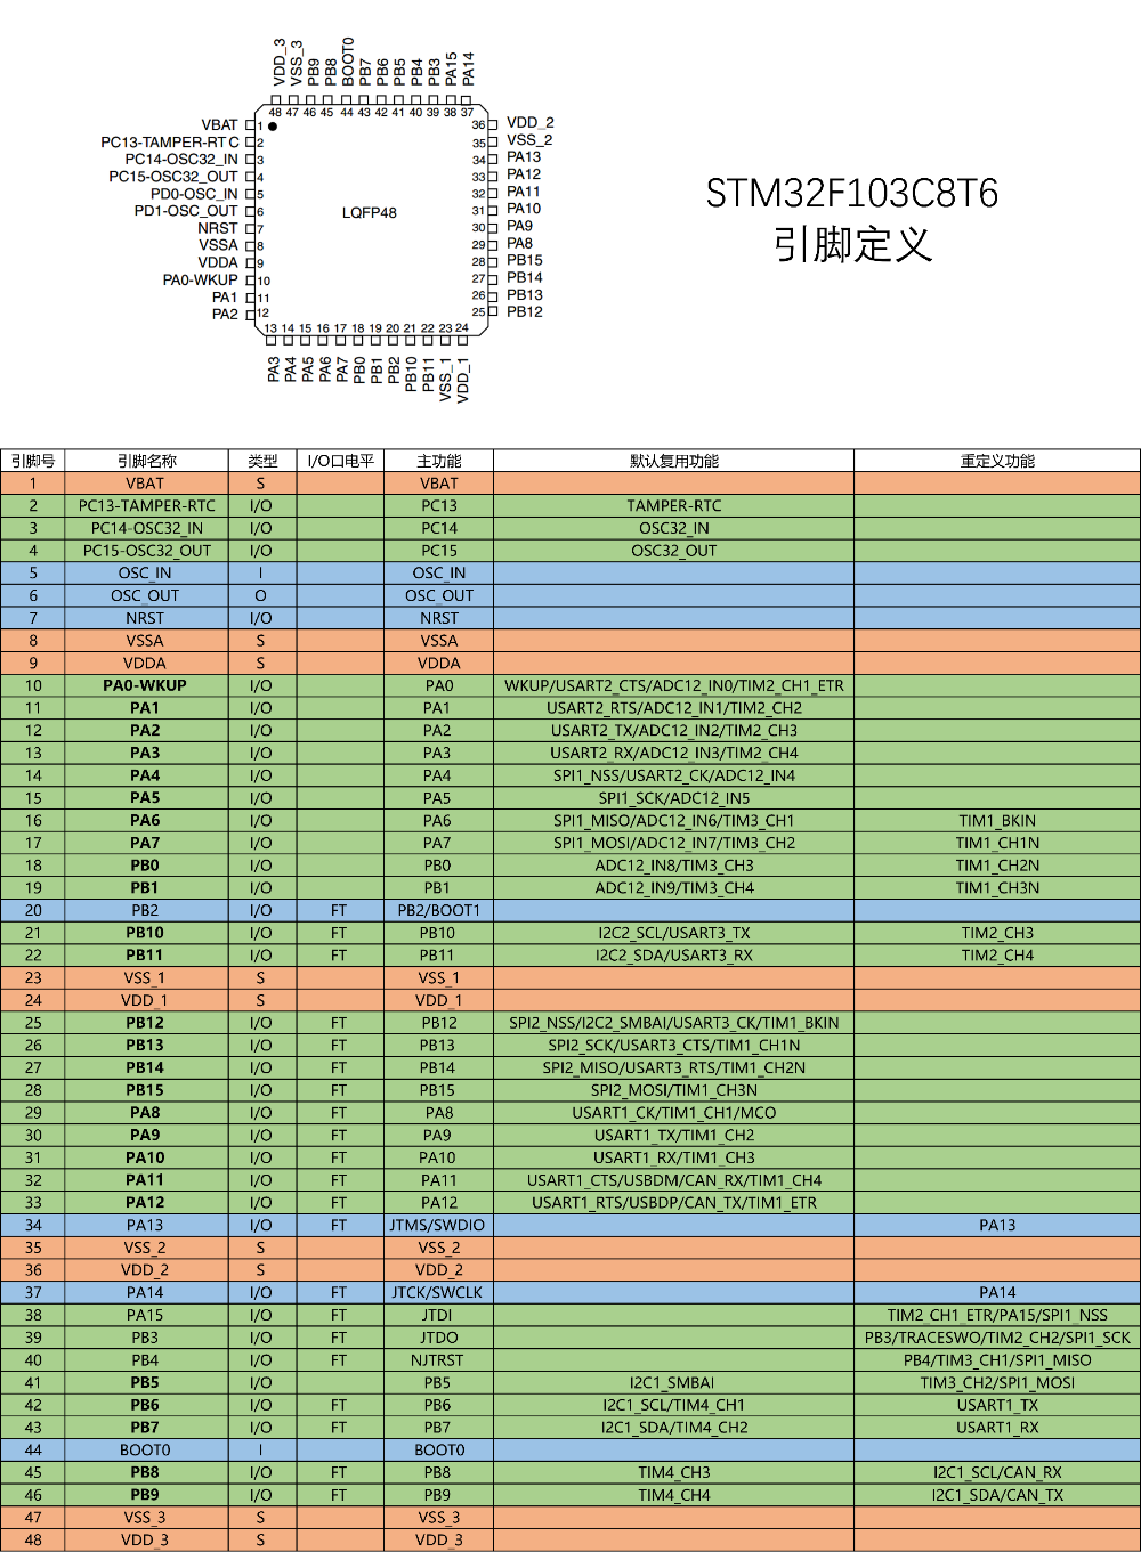 VDD_3
VSS_3
PB9
PB8
BOOT0
PB7
PB6
PB5
PB4
PB3
PA15
PA14
48 47 46 45 44 43 42 41 40 39 38 37
VBAT 1 36 VDD_2
PC13-TAMPER-RTC 2 35 VSS_2
PC14-OSC32_IN 3 34 PA13
PC15-OSC32_OUT 4 33 PA12
PD0-OSC_IN 5 32 PA11
PD1-OSC_OUT 6 31 PA10
NRST 7 30 PA9
VSSA 8 29 PA8
VDDA 9 28 PB15
PA0-WKUP 10 27 PB14
PA1 11 26 PB13
PA2 12 25 PB12
LQFP48
13 14 15 16 17 18 19 20 21 22 23 24
PA3
PA4
PA5
PA6
PA7
PB0
PB1
PB2
PB10
PB11
VSS_1
VDD_1
STM32F103C8T6
引脚定义
引脚号 引脚名称 类型 I/O口电平 主功能 默认复用功能 重定义功能
1 VBAT S VBAT
2 PC13-TAMPER-RTC I/O PC13 TAMPER-RTC
3 PC14-OSC32_IN I/O PC14 OSC32_IN
4 PC15-OSC32_OUT I/O PC15 OSC32_OUT
5 OSC_IN I OSC_IN
6 OSC_OUT O OSC_OUT
7 NRST I/O NRST
8 VSSA S VSSA
9 VDDA S VDDA
10 PA0-WKUP I/O PA0 WKUP/USART2_CTS/ADC12_IN0/TIM2_CH1_ETR
11 PA1 I/O PA1 USART2_RTS/ADC12_IN1/TIM2_CH2
12 PA2 I/O PA2 USART2_TX/ADC12_IN2/TIM2_CH3
13 PA3 I/O PA3 USART2_RX/ADC12_IN3/TIM2_CH4
14 PA4 I/O PA4 SPI1_NSS/USART2_CK/ADC12_IN4
15 PA5 I/O PA5 SPI1_SCK/ADC12_IN5
16 PA6 I/O PA6 SPI1_MISO/ADC12_IN6/TIM3_CH1 TIM1_BKIN
17 PA7 I/O PA7 SPI1_MOSI/ADC12_IN7/TIM3_CH2 TIM1_CH1N
18 PB0 I/O PB0 ADC12_IN8/TIM3_CH3 TIM1_CH2N
19 PB1 I/O PB1 ADC12_IN9/TIM3_CH4 TIM1_CH3N
20 PB2 I/O FT PB2/BOOT1
21 PB10 I/O FT PB10 I2C2_SCL/USART3_TX TIM2_CH3
22 PB11 I/O FT PB11 I2C2_SDA/USART3_RX TIM2_CH4
23 VSS_1 S VSS_1
24 VDD_1 S VDD_1
25 PB12 I/O FT PB12 SPI2_NSS/I2C2_SMBAI/USART3_CK/TIM1_BKIN
26 PB13 I/O FT PB13 SPI2_SCK/USART3_CTS/TIM1_CH1N
27 PB14 I/O FT PB14 SPI2_MISO/USART3_RTS/TIM1_CH2N
28 PB15 I/O FT PB15 SPI2_MOSI/TIM1_CH3N
29 PA8 I/O FT PA8 USART1_CK/TIM1_CH1/MCO
30 PA9 I/O FT PA9 USART1_TX/TIM1_CH2
31 PA10 I/O FT PA10 USART1_RX/TIM1_CH3
32 PA11 I/O FT PA11 USART1_CTS/USBDM/CAN_RX/TIM1_CH4
33 PA12 I/O FT PA12 USART1_RTS/USBDP/CAN_TX/TIM1_ETR
34 PA13 I/O FT JTMS/SWDIO PA13
35 VSS_2 S VSS_2
36 VDD_2 S VDD_2
37 PA14 I/O FT JTCK/SWCLK PA14
38 PA15 I/O FT JTDI TIM2_CH1_ETR/PA15/SPI1_NSS
39 PB3 I/O FT JTDO PB3/TRACESWO/TIM2_CH2/SPI1_SCK
40 PB4 I/O FT NJTRST PB4/TIM3_CH1/SPI1_MISO
41 PB5 I/O PB5 I2C1_SMBAI TIM3_CH2/SPI1_MOSI
42 PB6 I/O FT PB6 I2C1_SCL/TIM4_CH1 USART1_TX
43 PB7 I/O FT PB7 I2C1_SDA/TIM4_CH2 USART1_RX
44 BOOT0 I BOOT0
45 PB8 I/O FT PB8 TIM4_CH3 I2C1_SCL/CAN_RX
46 PB9 I/O FT PB9 TIM4_CH4 I2C1_SDA/CAN_TX
47 VSS_3 S VSS_3
48 VDD_3 S VDD_3